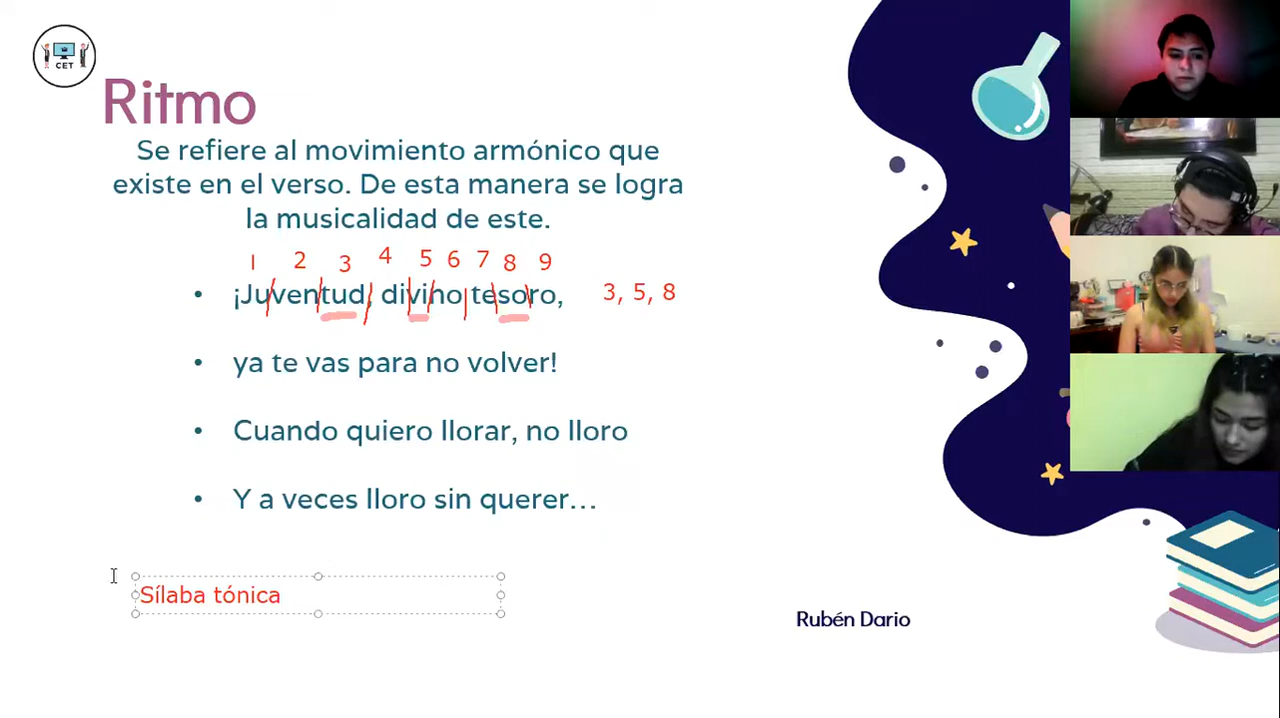 CET
Ritmo
Se refiere al movimiento armónico que
existe en el verso. De esta manera se logra
la musicalidad de este.
1 2 3 4 5 6 7 8 9
• ¡Juventud, divino tesoro, 3, 5, 8
• ya te vas para no volver!
• Cuando quiero llorar, no lloro
• Y a veces lloro sin querer…
Sílaba tónica
Rubén Dario